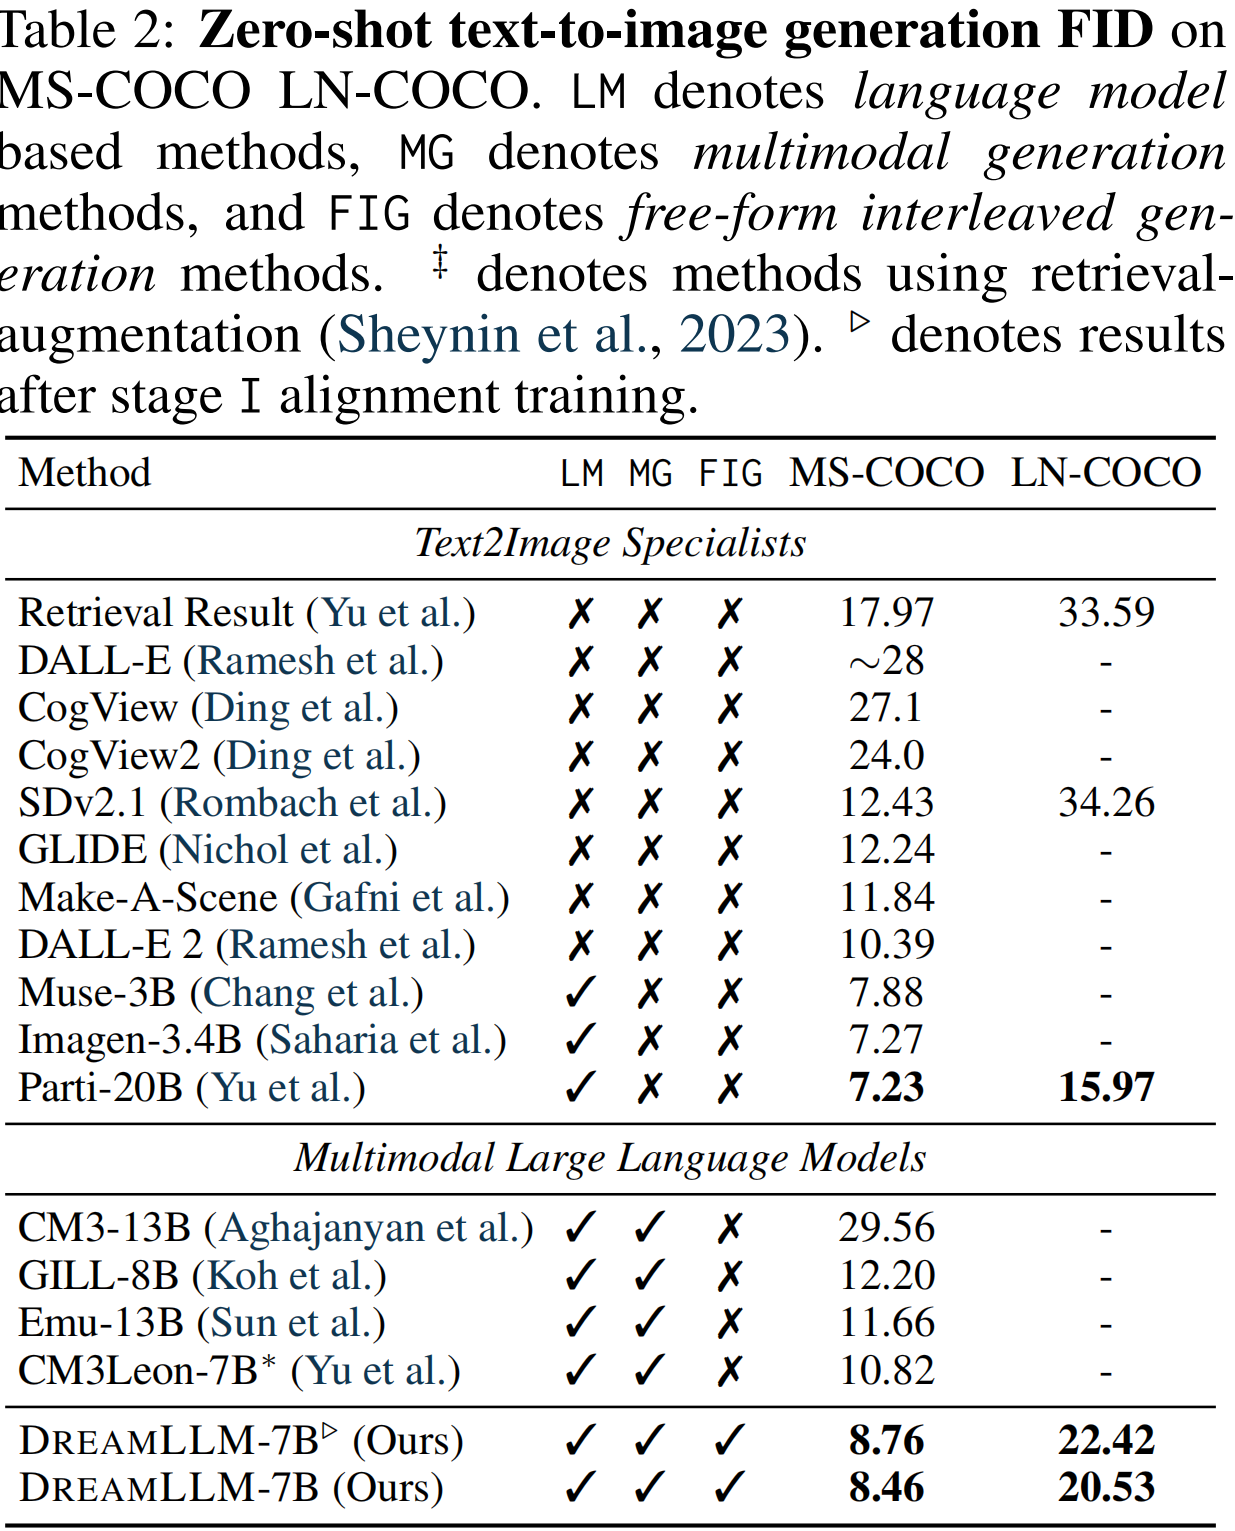 Table 2: Zero-shot text-to-image generation FID on
MS-COCO LN-COCO. LM denotes language model
based methods, MG denotes multimodal generation
methods, and FIG denotes free-form interleaved gen-
eration methods. ‡ denotes methods using retrieval-
augmentation (Sheynin et al., 2023). ▷ denotes results
after stage I alignment training.
Method LM MG FIG MS-COCO LN-COCO
Text2Image Specialists
Retrieval Result (Yu et al.) ✗ ✗ ✗ 17.97 33.59
DALL-E (Ramesh et al.) ✗ ✗ ✗ ~28 -
CogView (Ding et al.) ✗ ✗ ✗ 27.1 -
CogView2 (Ding et al.) ✗ ✗ ✗ 24.0 -
SDv2.1 (Rombach et al.) ✗ ✗ ✗ 12.43 34.26
GLIDE (Nichol et al.) ✗ ✗ ✗ 12.24 -
Make-A-Scene (Gafni et al.) ✗ ✗ ✗ 11.84 -
DALL-E 2 (Ramesh et al.) ✗ ✗ ✗ 10.39 -
Muse-3B (Chang et al.) ✓ ✗ ✗ 7.88 -
Imagen-3.4B (Saharia et al.) ✓ ✗ ✗ 7.27 -
Parti-20B (Yu et al.) ✓ ✗ ✗ 7.23 15.97
Multimodal Large Language Models
CM3-13B (Aghajanyan et al.) ✓ ✓ ✗ 29.56 -
GILL-8B (Koh et al.) ✓ ✓ ✗ 12.20 -
Emu-13B (Sun et al.) ✓ ✓ ✗ 11.66 -
CM3Leon-7B* (Yu et al.) ✓ ✓ ✗ 10.82 -
DREAMLLM-7B▷ (Ours) ✓ ✓ ✓ 8.76 22.42
DREAMLLM-7B (Ours) ✓ ✓ ✓ 8.46 20.53